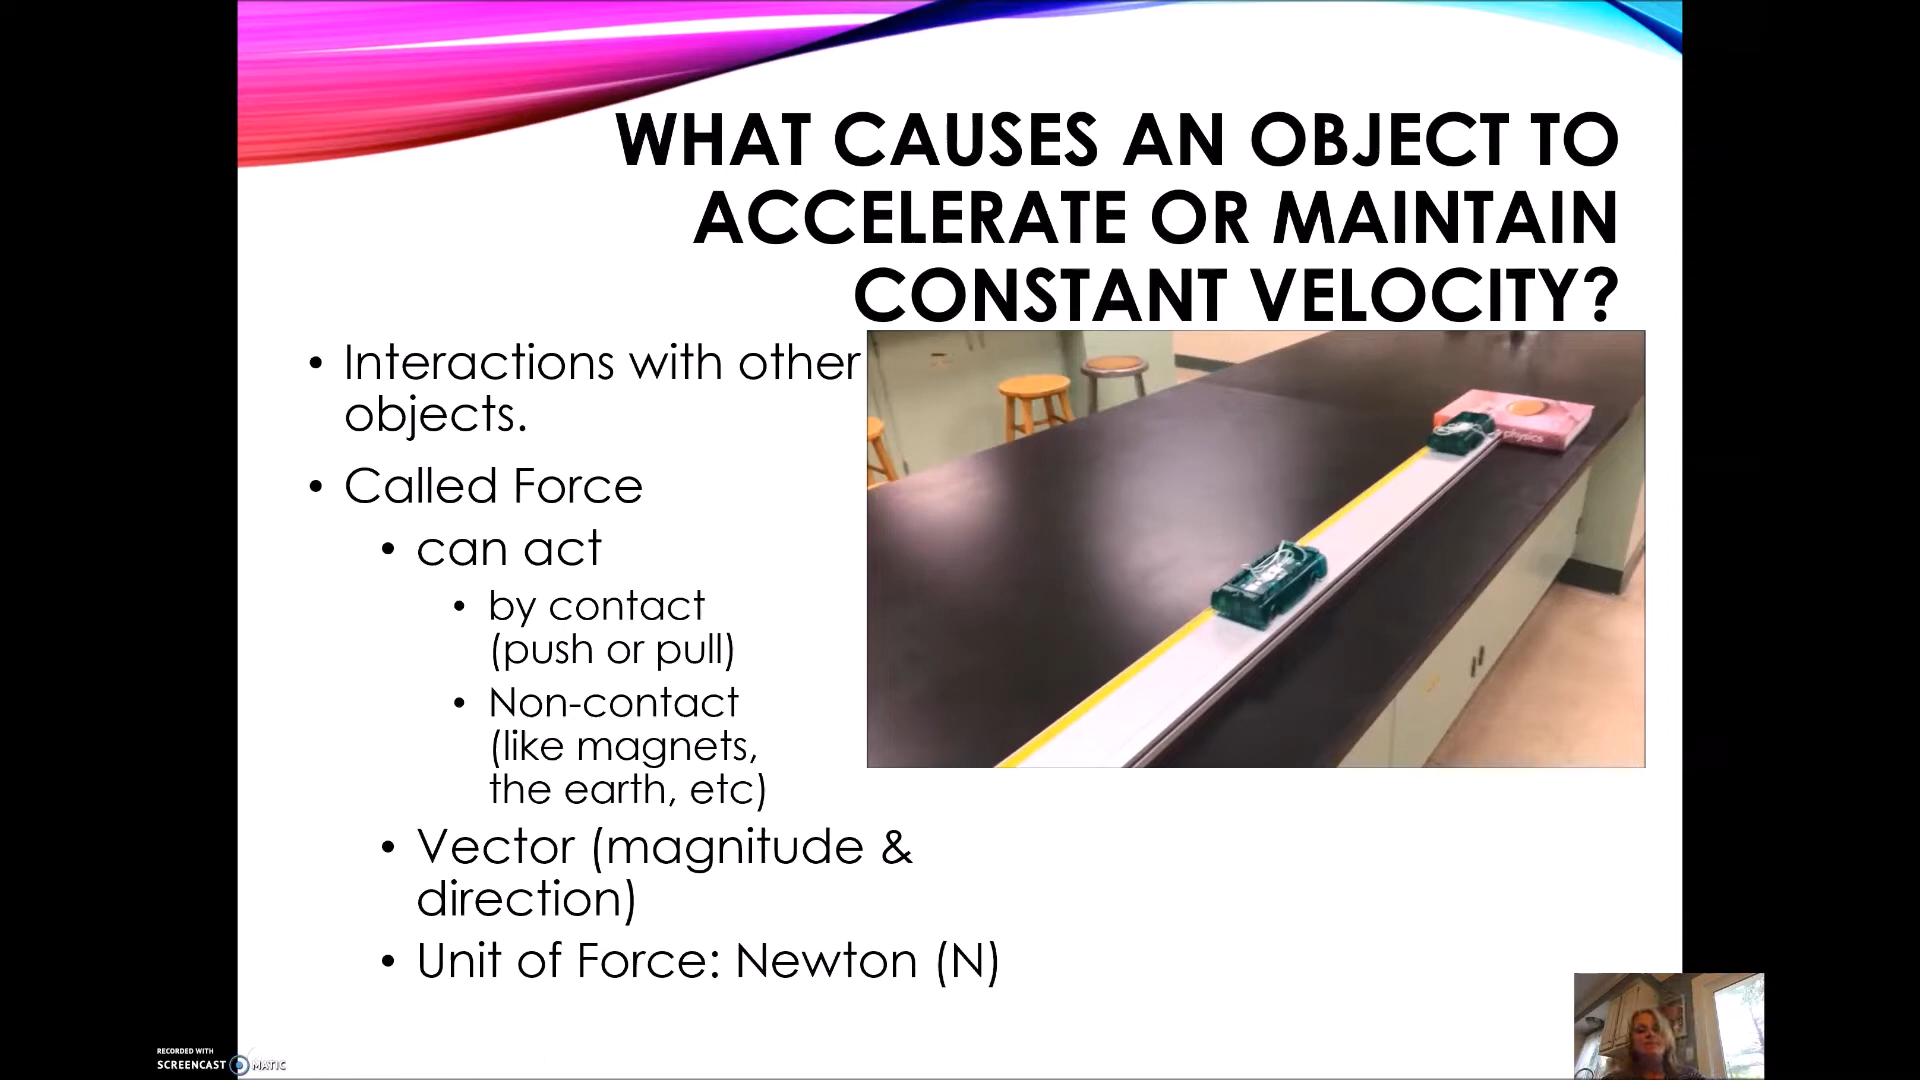 WHAT CAUSES AN OBJECT TO
ACCELERATE OR MAINTAIN
CONSTANT VELOCITY?
• Interactions with other
objects.
• Called Force
• can act
• by contact
(push or pull)
• Non-contact
(like magnets,
the earth, etc)
• Vector (magnitude &
direction)
• Unit of Force: Newton (N)
physics
RECORDED WITH
SCREENCAST MATIC